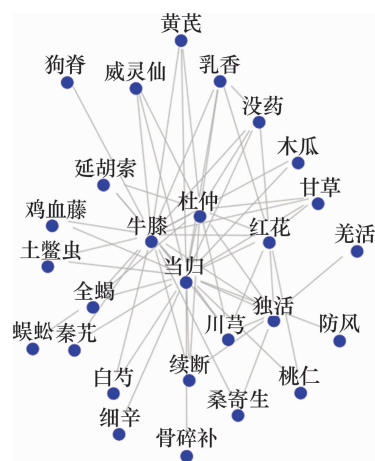 黄芪
狗脊
威灵仙
乳香
没药
木瓜
延胡索
甘草
杜仲
鸡血藤
牛膝
红花
羌活
土鳖虫
当归
全蝎
独活
川芎
防风
蜈蚣
秦艽
续断
白芍
桃仁
桑寄生
细辛
骨碎补